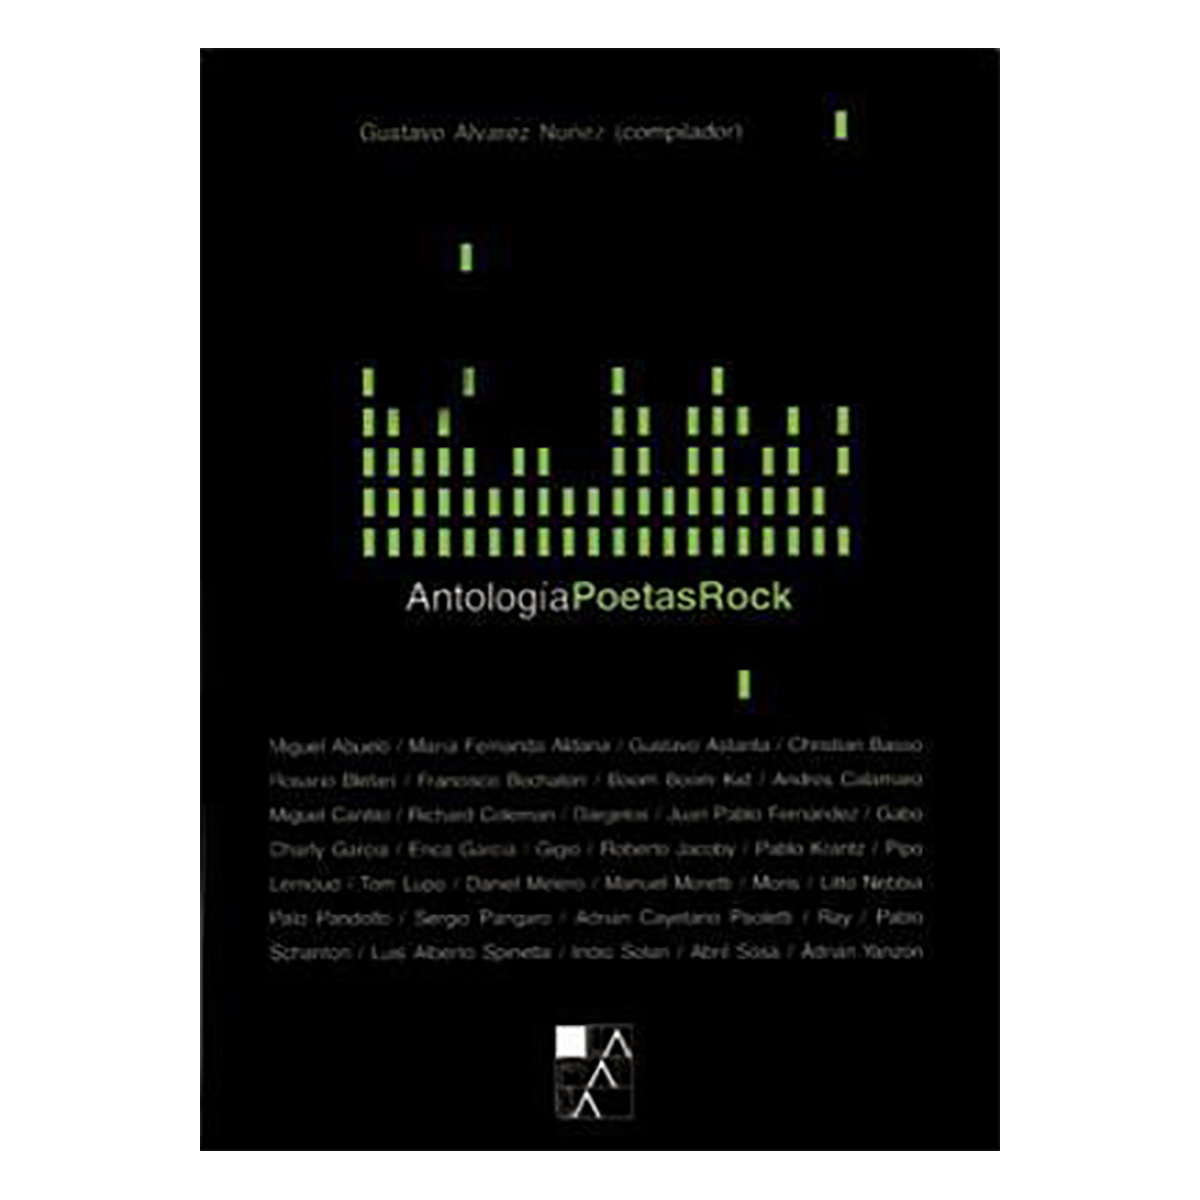 Gustavo Alvarez Nuñez (compilador)
AntologíaPoetasRock
Miguel Abuelo / María Fernanda Aldana / Gustavo Astarita / Christian Basso
Rosario Bléfari / Francisco Bochatón / Boom Boom Kid / Andrés Calamaro
Miguel Cantilo / Richard Coleman / / Juan Pablo Fernández / Gabo
Charly García / Erica García / Gigio / Roberto Jacoby / Pablo Krantz / Pipo
Lernoud / Tom Lupo / Daniel Melero / Manuel Moretti / Moris / Litto Nebbia
Palo Pandolfo / Sergio Pángaro / Adrián Cayetano Paoletti / Ray / Pablo
Schanton / Luis Alberto Spinetta / Indio Solari / Abril Sosa / Adrián Yanzón